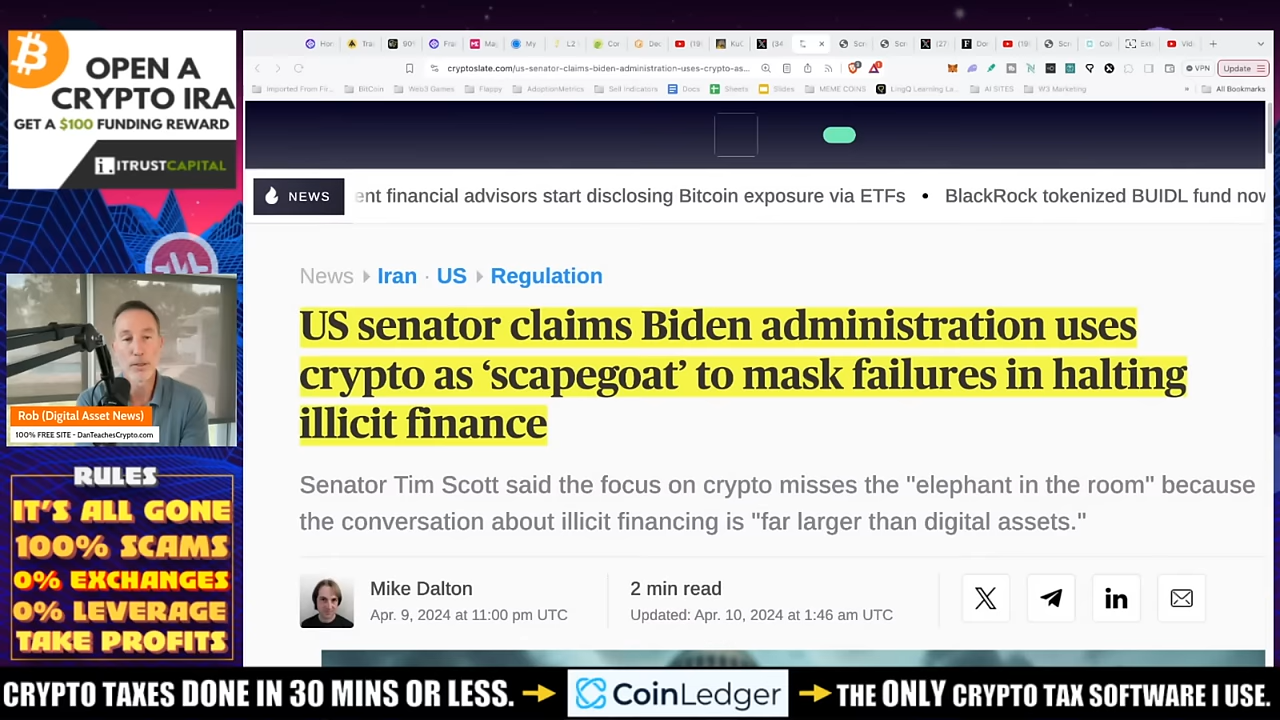 OPEN A
CRYPTO IRA
GET A $100 FUNDING REWARD
i. iTRUSTCAPITAL
Rob (Digital Asset News)
100% FREE SITE - DanTeachesCrypto.com
RULES
IT'S ALL GONE
100% SCAMS
0% EXCHANGES
0% LEVERAGE
TAKE PROFITS
cryptoslate.com/us-senator-claims-biden-administration-uses-crypto-as...
VPN
Update
Imported From Fir...
BitCoin
Web3 Games
Flappy
AdoptionMetrics
Sell Indicators
Docs
Sheets
Slides
MEME COINS
LingQ Learning La...
AI SITES
W3 Marketing
»
All Bookmarks
NEWS
ent financial advisors start disclosing Bitcoin exposure via ETFs • BlackRock tokenized BUIDL fund nov
News Iran · US Regulation
US senator claims Biden administration uses
crypto as ‘scapegoat’ to mask failures in halting
illicit finance
Senator Tim Scott said the focus on crypto misses the "elephant in the room" because
the conversation about illicit financing is "far larger than digital assets."
Mike Dalton
Apr. 9, 2024 at 11:00 pm UTC
2 min read
Updated: Apr. 10, 2024 at 1:46 am UTC
CRYPTO TAXES DONE IN 30 MINS OR LESS. CoinLedger THE ONLY CRYPTO TAX SOFTWARE I USE.